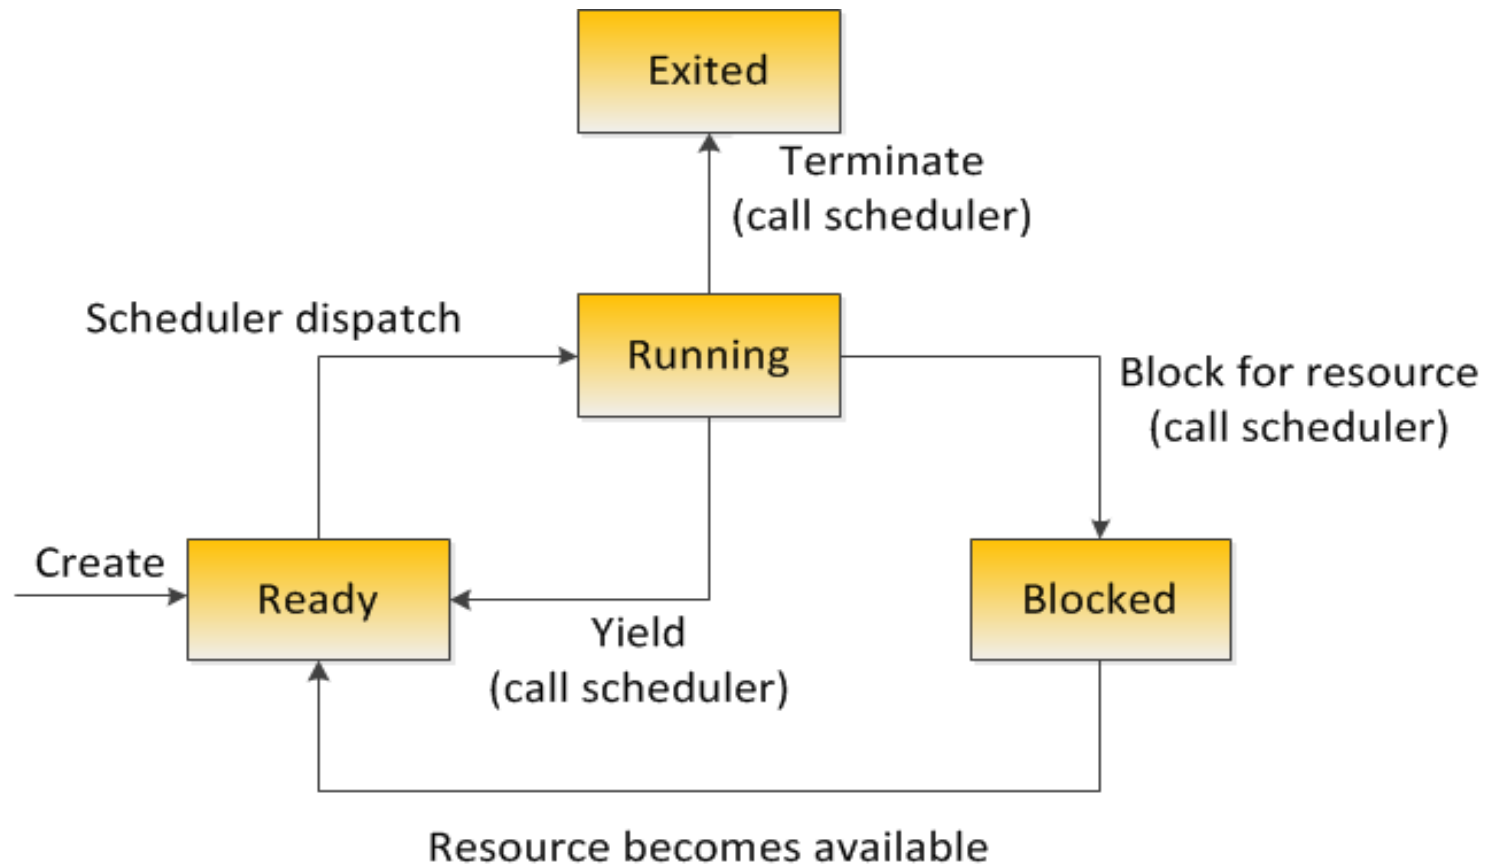 Exited
Terminate
(call scheduler)
Scheduler dispatch
Running
Block for resource
(call scheduler)
Create
Ready
Blocked
Yield
(call scheduler)
Resource becomes available